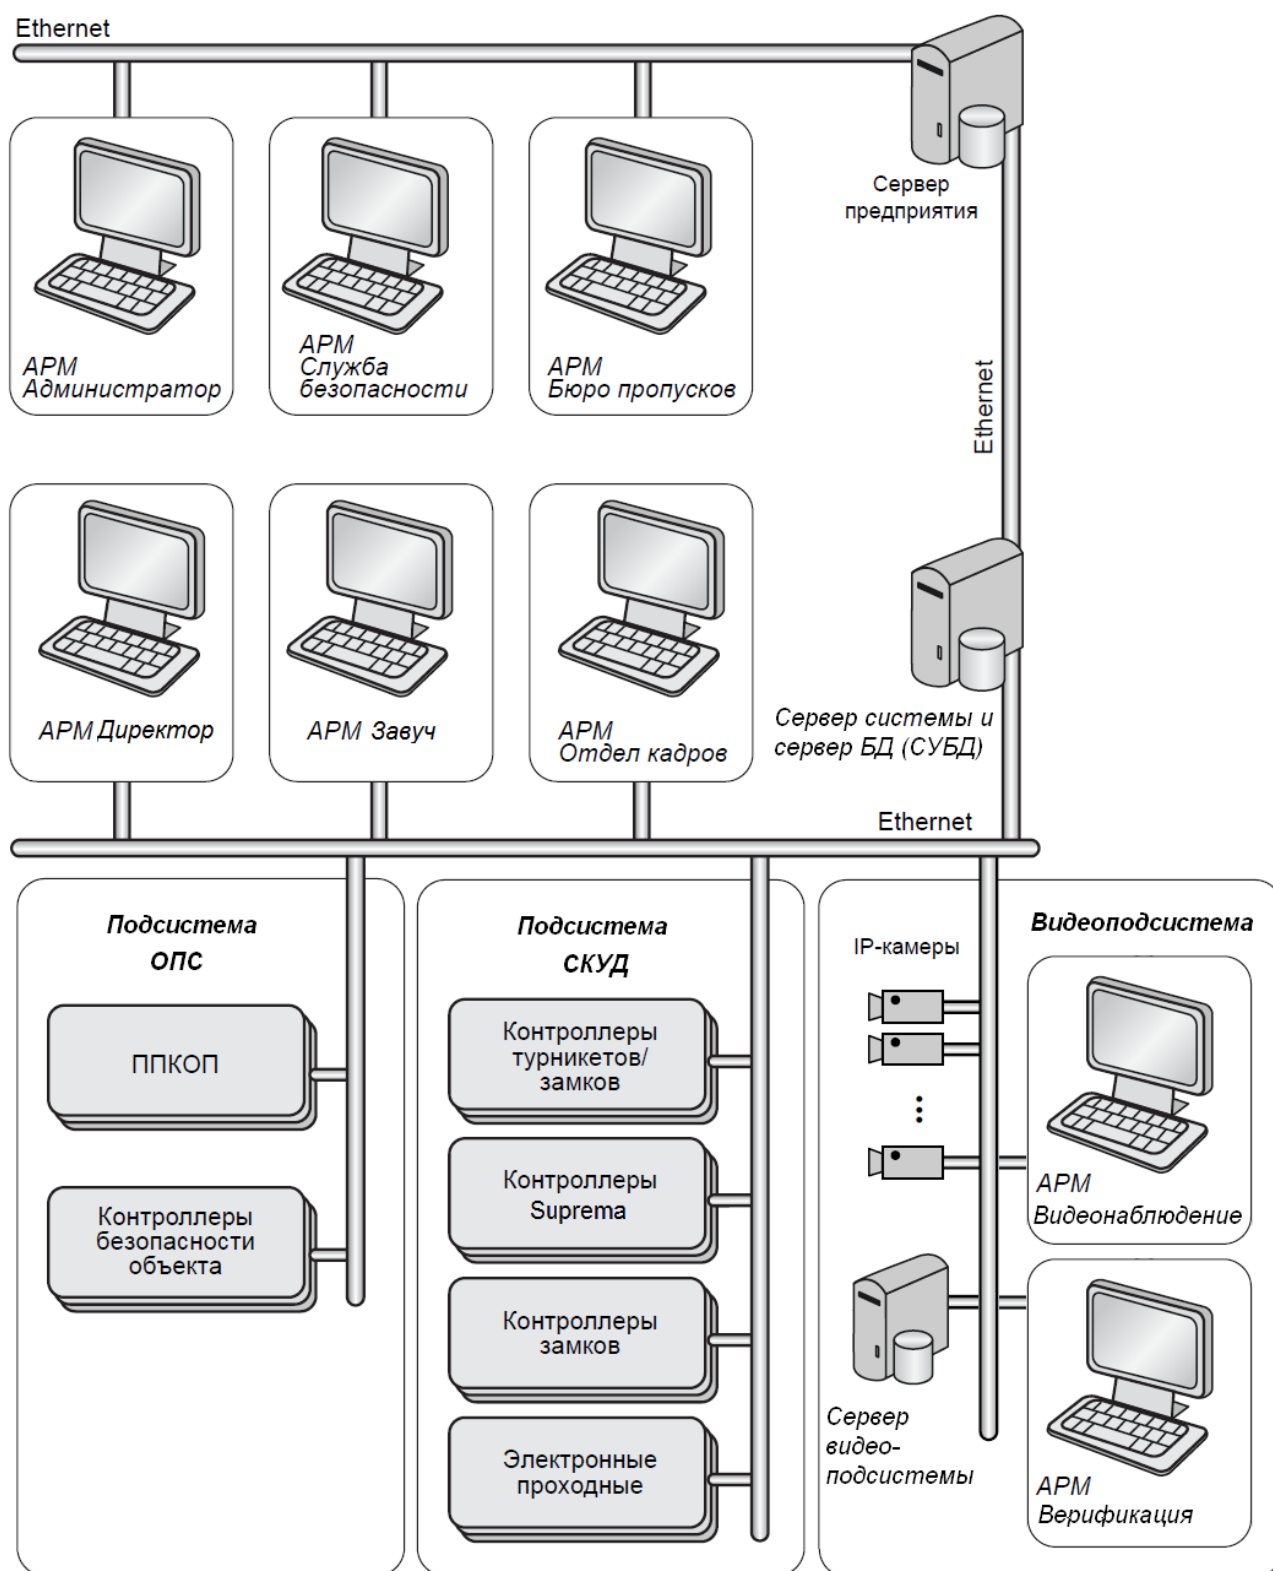 Ethernet
Сервер
предприятия
АРМ
Администратор
АРМ
Служба
безопасности
АРМ
Бюро пропусков
Ethernet
АРМ Директор
АРМ Завуч
АРМ
Отдел кадров
Сервер системы и
сервер БД (СУБД)
Ethernet
Подсистема
ОПС
ППКОП
Контроллеры
безопасности
объекта
Подсистема
СКУД
Контроллеры
турникетов/
замков
Контроллеры
Suprema
Контроллеры
замков
Электронные
проходные
Видеоподсистема
IP-камеры
АРМ
Видеонаблюдение
Сервер
видео-
подсистемы
АРМ
Верификация